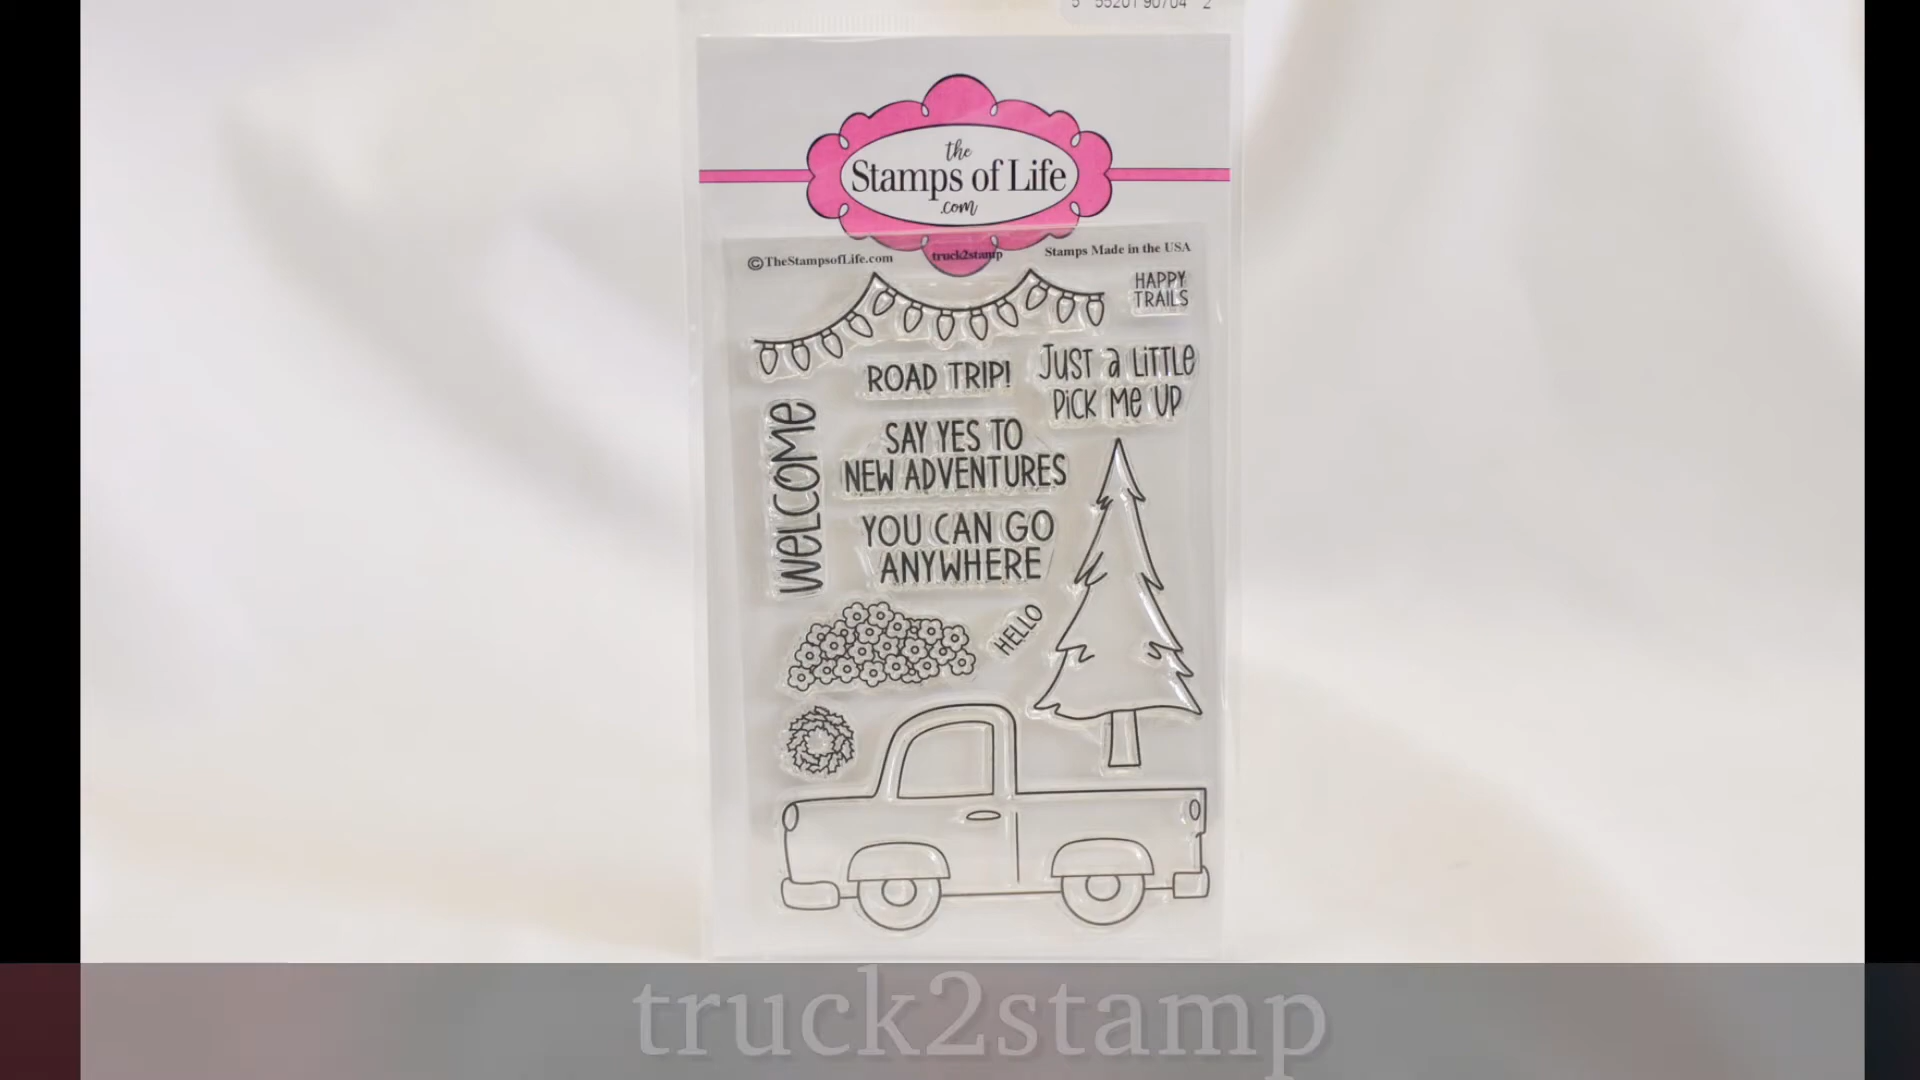 the
Stamps of Life
.com
©TheStampsofLife.com
truck2stamp
Stamps Made in the USA
HAPPY
TRAILS
ROAD TRIP!
JUST a LiTTLe
PiCK Me UP
WeLCOMe
SAY YES TO
NEW ADVENTURES
YOU CAN GO
ANYWHERE
HELLO
truck2stamp